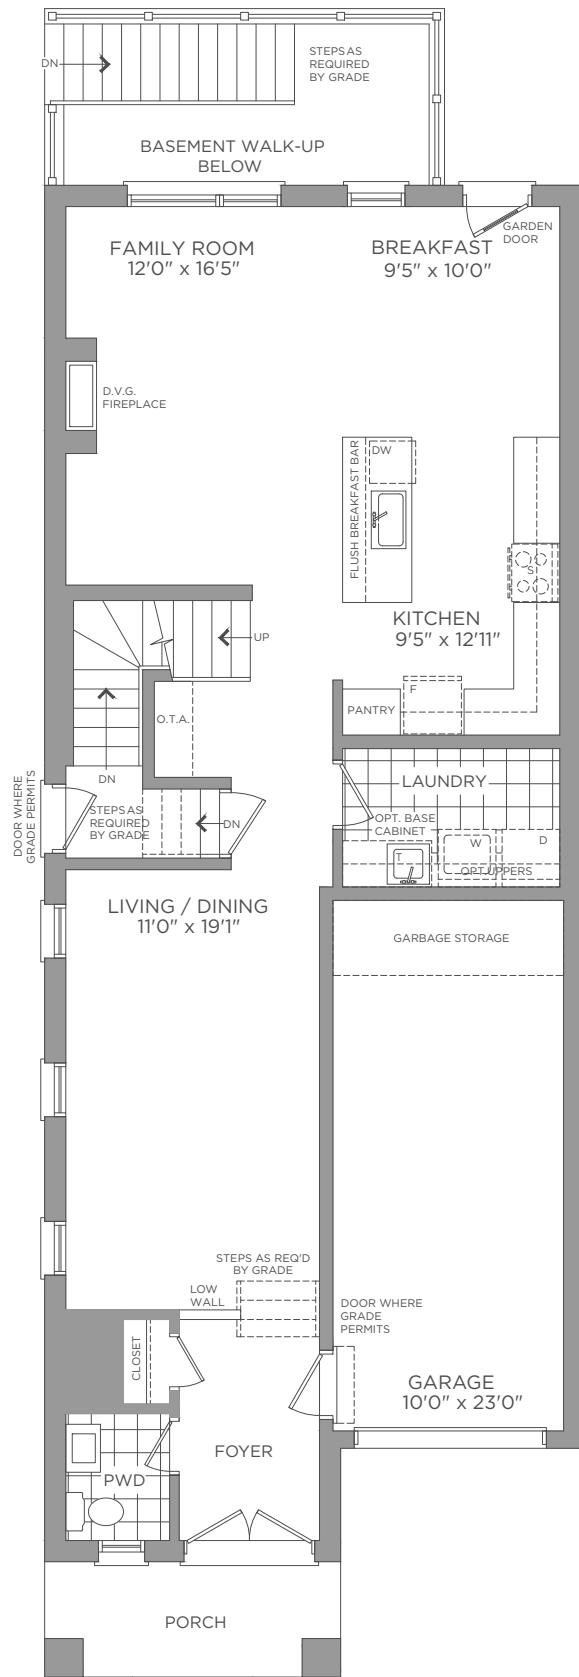 DN
STEPS AS
REQUIRED
BY GRADE
BASEMENT WALK-UP
BELOW
FAMILY ROOM
12'0" x 16'5"
BREAKFAST
9'5" x 10'0"
GARDEN
DOOR
D.V.G.
FIREPLACE
FLUSH BREAKFAST BAR
DW
S
KITCHEN
9'5" x 12'11"
UP
F
PANTRY
O.T.A.
DN
DOOR WHERE
GRADE PERMITS
STEPS AS
REQUIRED
BY GRADE
DN
LAUNDRY
OPT. BASE
CABINET
T
W
D
OPT.UPPERS
LIVING / DINING
11'0" x 19'1"
GARBAGE STORAGE
STEPS AS REQ'D
BY GRADE
LOW
WALL
DOOR WHERE
GRADE
PERMITS
CLOSET
GARAGE
10'0" x 23'0"
FOYER
PWD
PORCH